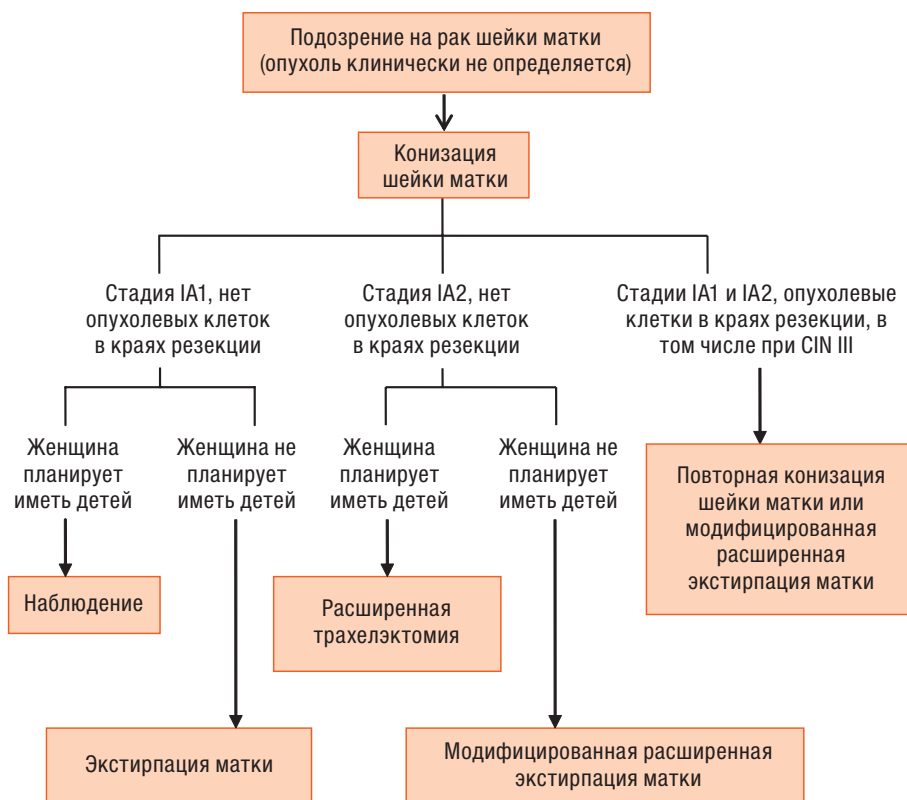 Подозрение на рак шейки матки
(опухоль клинически не определяется)
Конизация
шейки матки
Стадия IA1, нет
опухолевых клеток
в краях резекции
Стадия IA2, нет
опухолевых клеток
в краях резекции
Стадии IA1 и IA2, опухолевые
клетки в краях резекции, в
том числе при CIN III
Женщина
планирует
иметь детей
Женщина не
планирует
иметь детей
Женщина
планирует
иметь детей
Женщина не
планирует
иметь детей
Повторная конизация
шейки матки или
модифицированная
расширенная
экстирпация матки
Наблюдение
Расширенная
трахелэктомия
Экстирпация матки
Модифицированная расширенная
экстирпация матки